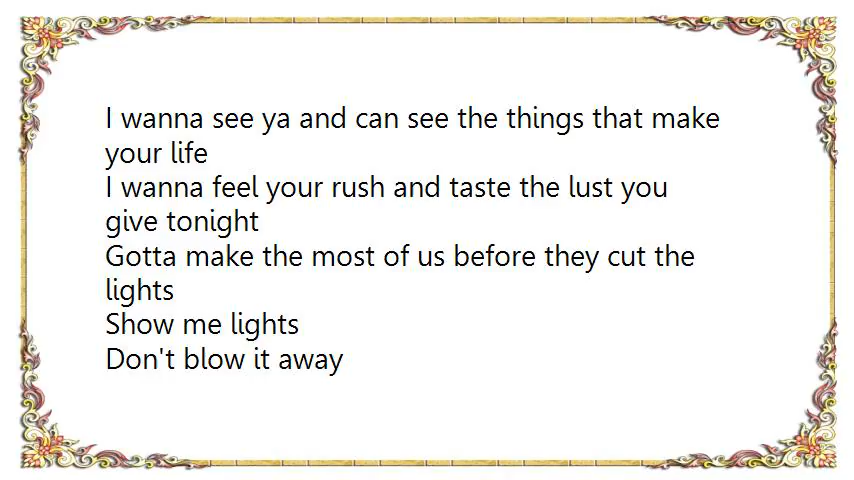 I wanna see ya and can see the things that make
your life
I wanna feel your rush and taste the lust you
give tonight
Gotta make the most of us before they cut the
lights
Show me lights
Don't blow it away